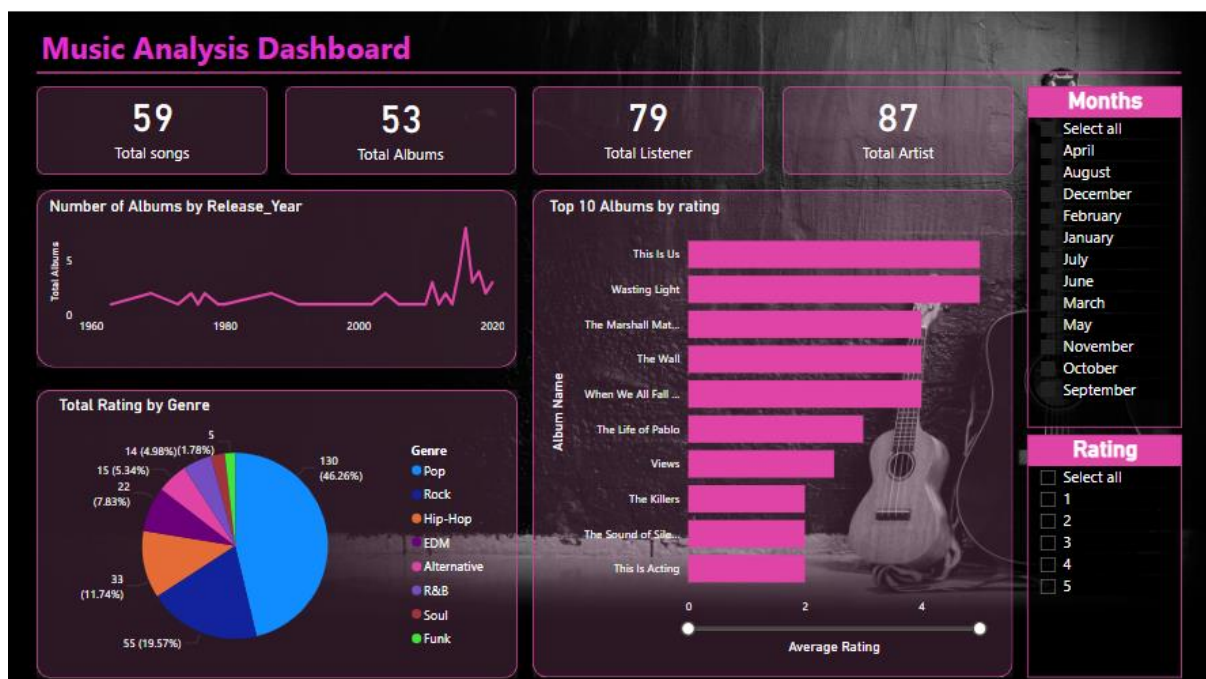 Music Analysis Dashboard
59
Total songs
53
Total Albums
79
Total Listener
87
Total Artist
Months
Select all
April
August
December
February
January
July
June
March
May
November
October
September
Number of Albums by Release_Year
Total Albums
5
0
1960
1980
2000
2020
Top 10 Albums by rating
Album Name
This Is Us
Wasting Light
The Marshall Mat...
The Wall
When We All Fall ...
The Life of Pablo
Views
The Killers
The Sound of Sile...
This Is Acting
0
2
4
Average Rating
Total Rating by Genre
5
(1.78%)
14 (4.98%)
15 (5.34%)
22
(7.83%)
33
(11.74%)
55 (19.57%)
130
(46.26%)
Genre
Pop
Rock
Hip-Hop
EDM
Alternative
R&B
Soul
Funk
Rating
Select all
1
2
3
4
5